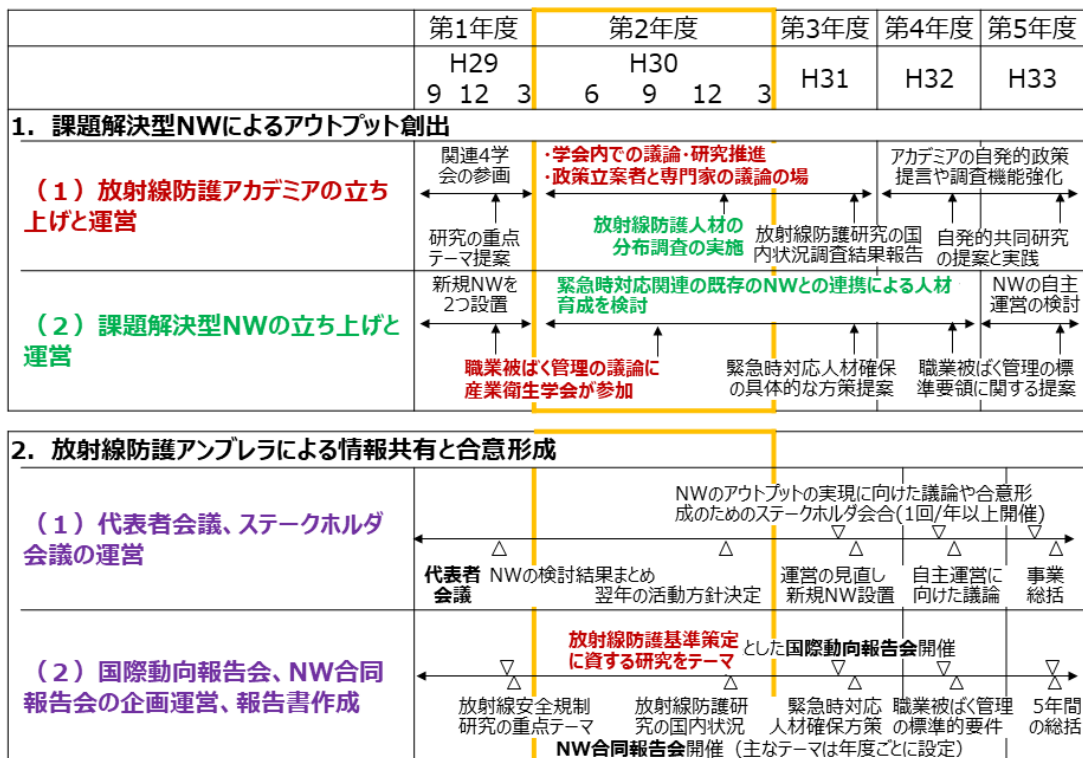 第1年度 第2年度 第3年度 第4年度 第5年度
H29 H30 H31 H32 H33
9 12 3 6 9 12 3
1．課題解決型NWによるアウトプット創出
（1）放射線防護アカデミアの立ち
上げと運営
関連4学
会の参画
研究の重点
テーマ提案
・学会内での議論・研究推進
・政策立案者と専門家の議論の場
放射線防護人材の
分布調査の実施
放射線防護研究の国
内状況調査結果報告
アカデミアの自発的政策
提言や調査機能強化
自発的共同研究
の提案と実践
（2）課題解決型NWの立ち上げと
運営
新規NWを
2つ設置
職業被ばく管理の議論に
産業衛生学会が参加
緊急時対応関連の既存のNWとの連携による人材
育成を検討
緊急時対応人材確保
の具体的な方策提案
NWの自主
運営の検討
職業被ばく管理の標
準要領に関する提案
2．放射線防護アンブレラによる情報共有と合意形成
（1）代表者会議、ステークホルダ
会議の運営
NWのアウトプットの実現に向けた議論や合意形
成のためのステークホルダ会合(1回/年以上開催)
代表者
会議
NWの検討結果まとめ
翌年の活動方針決定
運営の見直し
新規NW設置
自主運営に
向けた議論
事業
総括
（2）国際動向報告会、NW合同
報告会の企画運営、報告書作成
放射線防護基準策定
に資する研究をテーマ
とした国際動向報告会開催
放射線安全規制
研究の重点テーマ
放射線防護研
究の国内状況
緊急時対応
人材確保方策
職業被ばく管理
の標準的要件
5年間
の総括
NW合同報告会開催（主なテーマは年度ごとに設定）